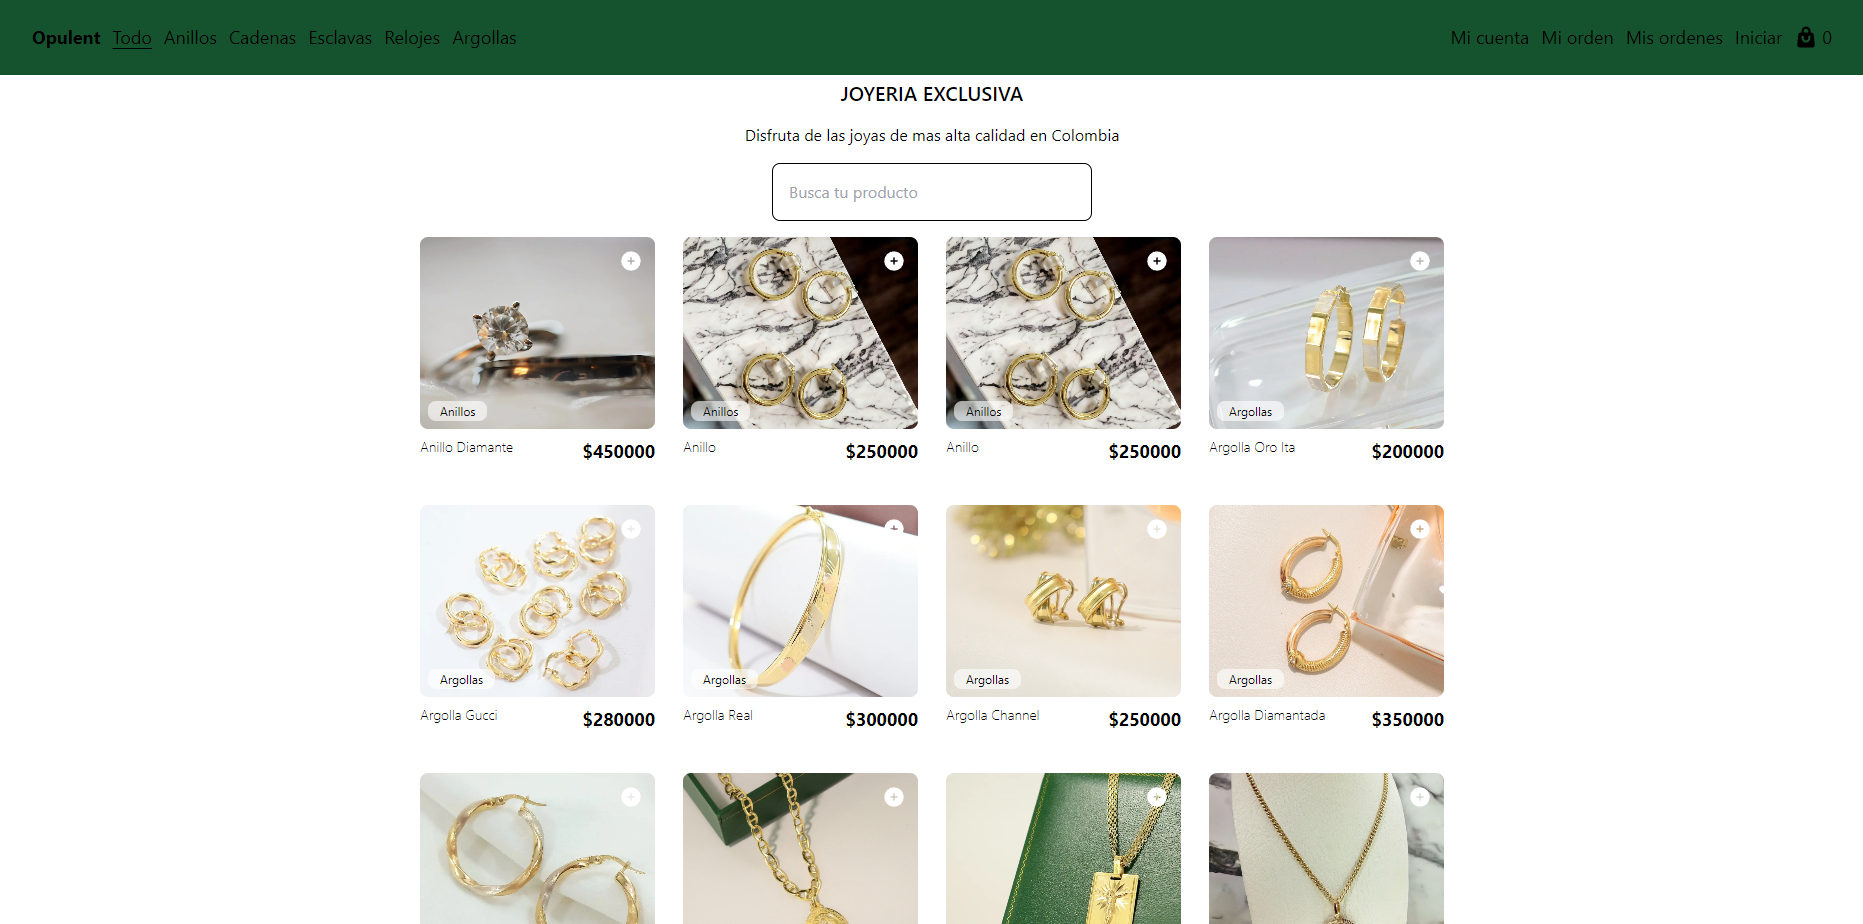 Opulent Todo Anillos Cadenas Esclavas Relojes Argollas Mi cuenta Mi orden Mis ordenes Iniciar 0
JOYERIA EXCLUSIVA
Disfruta de las joyas de mas alta calidad en Colombia
Busca tu producto
Anillos
Anillo Diamante $450000
Anillos
Anillo $250000
Anillos
Anillo $250000
Argollas
Argolla Oro Ita $200000
Argollas
Argolla Gucci $280000
Argollas
Argolla Real $300000
Argollas
Argolla Channel $250000
Argollas
Argolla Diamantada $350000